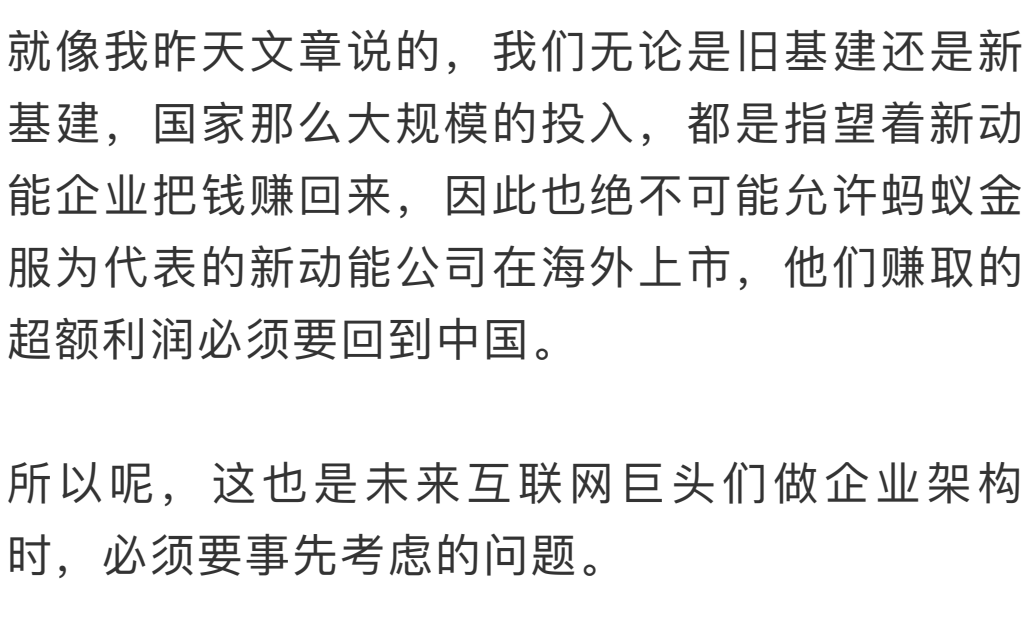 就像我昨天文章说的，我们无论是旧基建还是新
基建，国家那么大规模的投入，都是指望着新动
能企业把钱赚回来，因此也绝不可能允许蚂蚁金
服为代表的新动能公司在海外上市，他们赚取的
超额利润必须要回到中国。
所以呢，这也是未来互联网巨头们做企业架构
时，必须要事先考虑的问题。